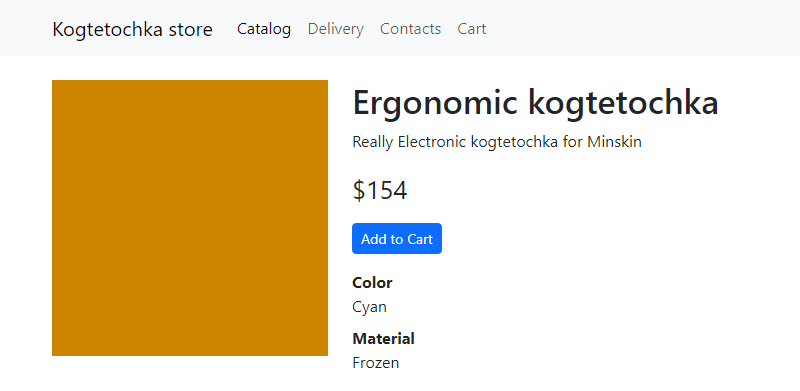 Kogtetochka store Catalog Delivery Contacts Cart
Ergonomic kogtetochka
Really Electronic kogtetochka for Minskin
$154
Add to Cart
Color
Cyan
Material
Frozen